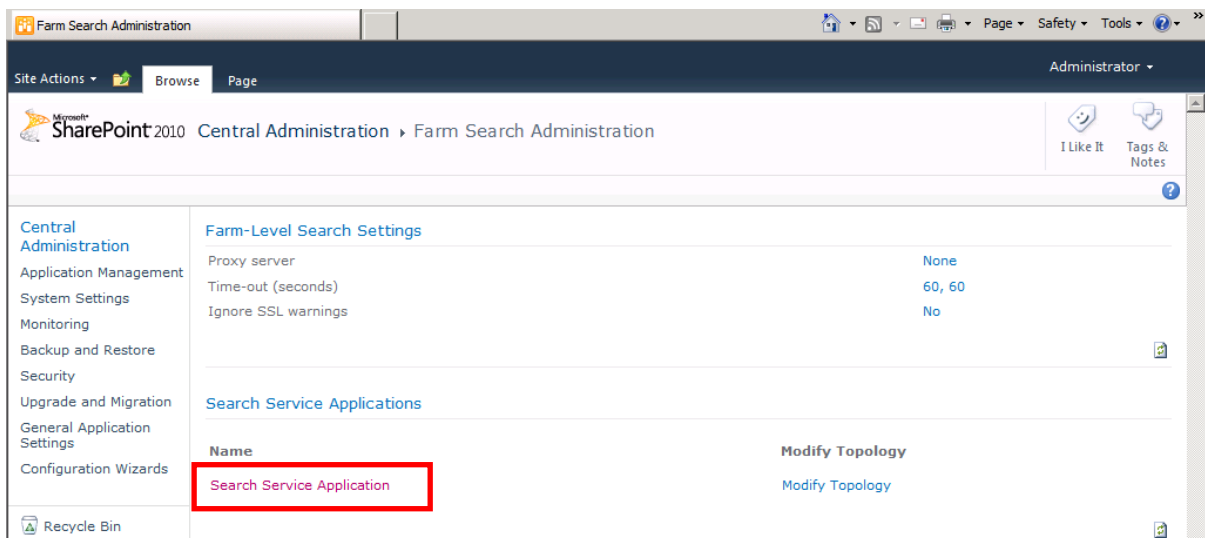 Farm Search Administration
Page Safety Tools
Administrator
Site Actions Browse Page
Microsoft
SharePoint 2010 Central Administration Farm Search Administration
I Like It
Tags &
Notes
Central
Administration
Application Management
System Settings
Monitoring
Backup and Restore
Security
Upgrade and Migration
General Application
Settings
Configuration Wizards
Recycle Bin
Farm-Level Search Settings
Proxy server None
Time-out (seconds) 60, 60
Ignore SSL warnings No
Search Service Applications
Name Modify Topology
Search Service Application Modify Topology